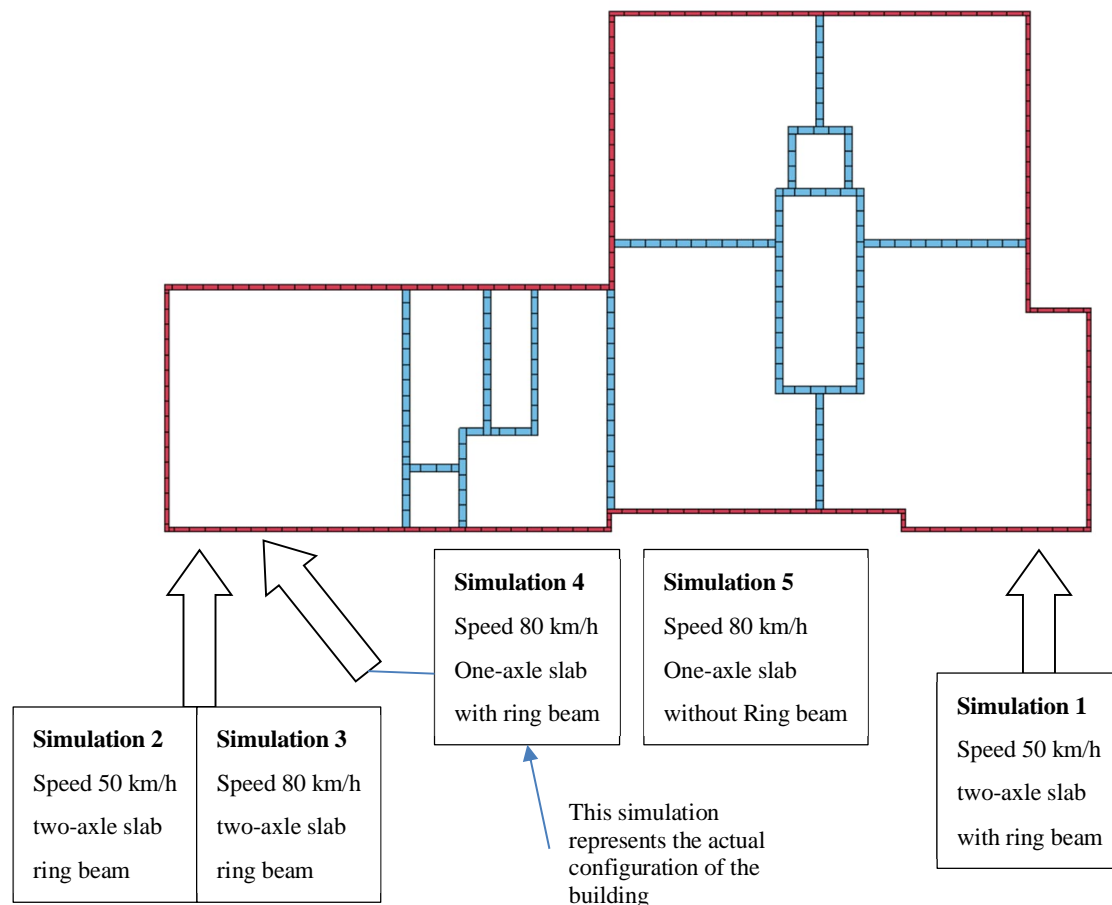 Simulation 4
Speed 80 km/h
One-axle slab
with ring beam
Simulation 5
Speed 80 km/h
One-axle slab
without Ring beam
Simulation 1
Speed 50 km/h
two-axle slab
with ring beam
Simulation 2
Speed 50 km/h
two-axle slab
ring beam
Simulation 3
Speed 80 km/h
two-axle slab
ring beam
This simulation
represents the actual
configuration of the
building